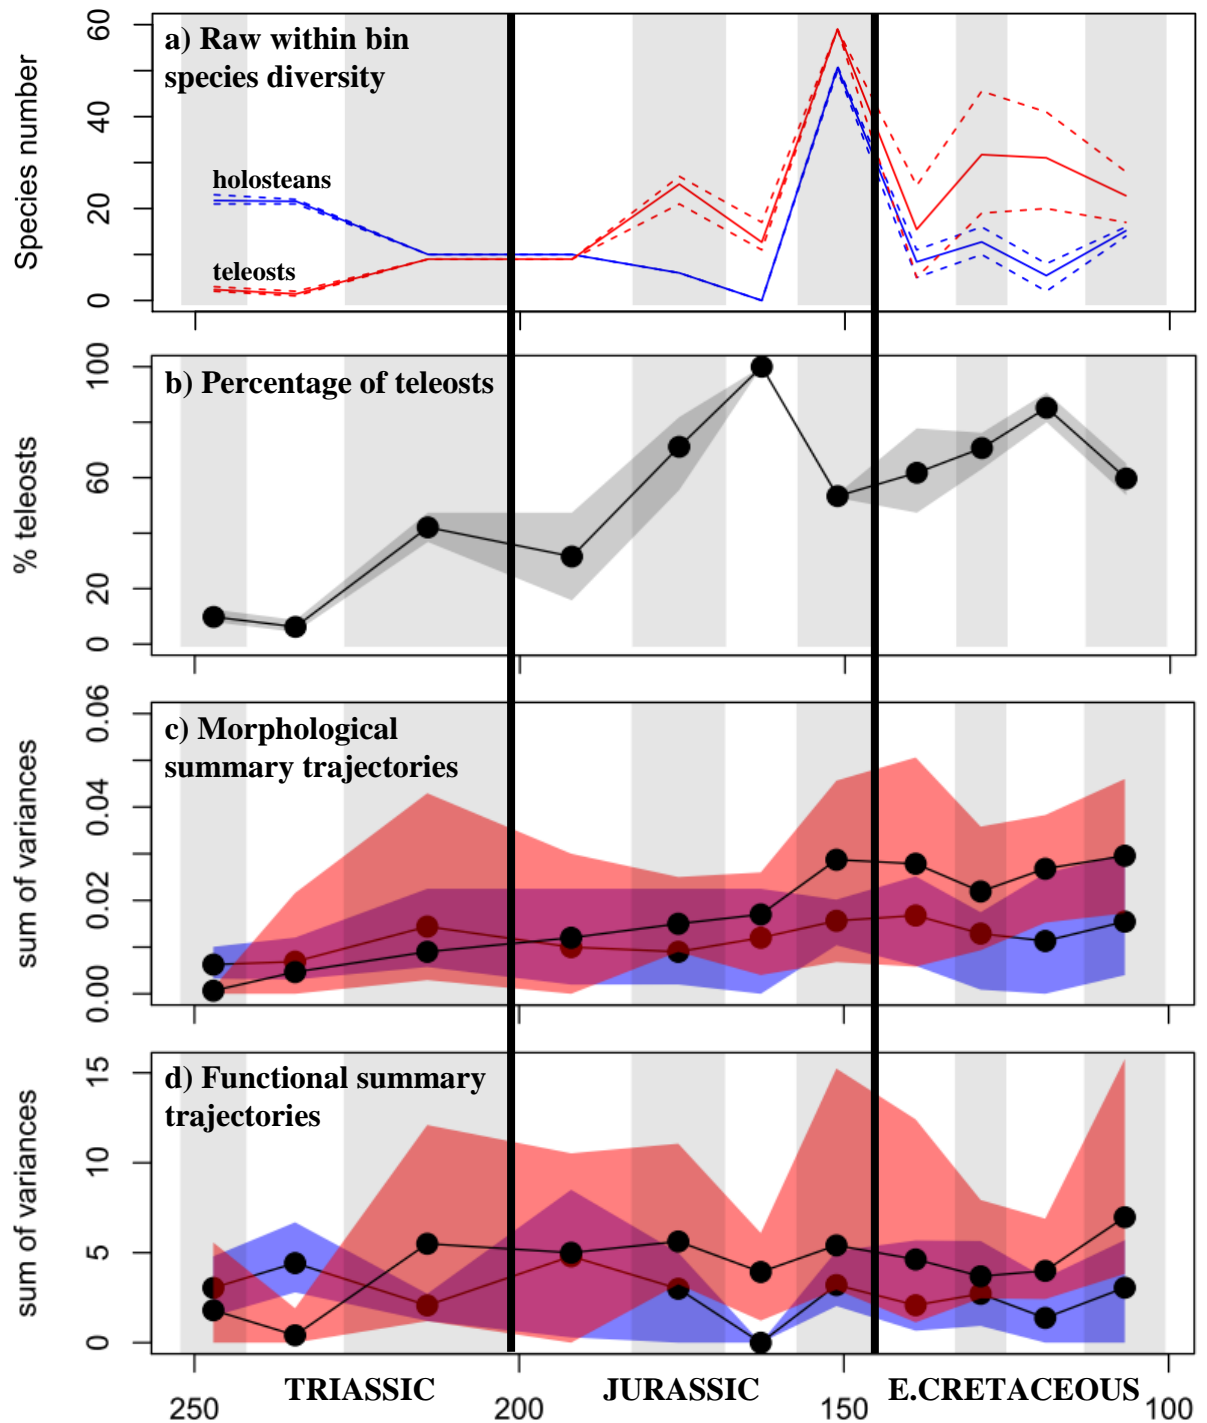 a) Raw within bin
species diversity
Species number
60
40
20
0
holosteans
teleosts
b) Percentage of teleosts
% teleosts
100
60
20
0
c) Morphological
summary trajectories
sum of variances
0.06
0.04
0.02
0.00
d) Functional summary
trajectories
sum of variances
15
10
5
0
TRIASSIC JURASSIC E.CRETACEOUS
250 200 150 100